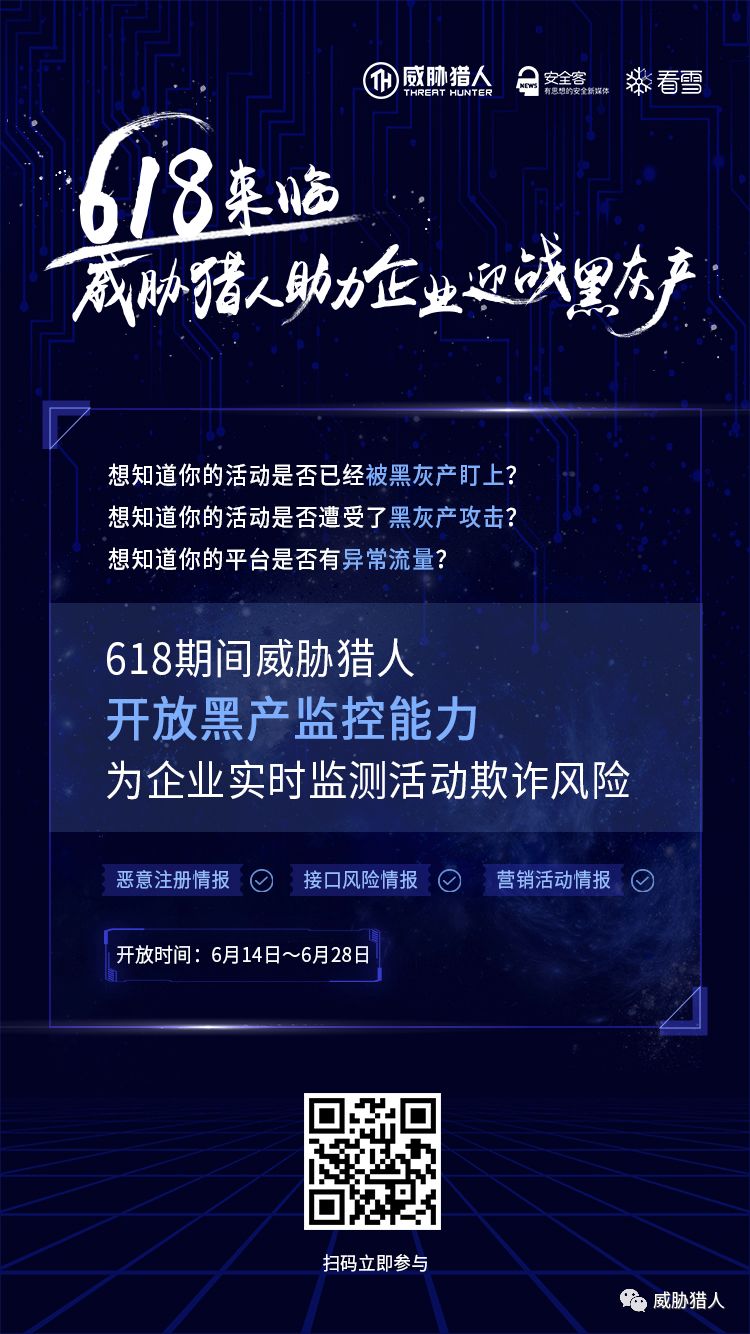 威胁猎人
THREAT HUNTER
NEWS
安全客
有思想的安全新媒体
看雪
618来临
威胁猎人助力企业迎战黑灰产
想知道你的活动是否已经被黑灰产盯上？
想知道你的活动是否遭受了黑灰产攻击？
想知道你的平台是否有异常流量？
618期间威胁猎人
开放黑产监控能力
为企业实时监测活动欺诈风险
恶意注册情报 接口风险情报 营销活动情报
开放时间：6月14日～6月28日
扫码立即参与
威胁猎人